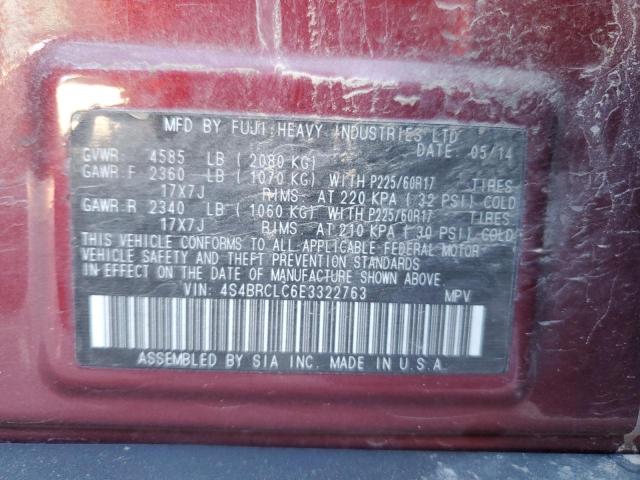 MFD BY FUJI HEAVY INDUSTRIES LTD
DATE 05/14
GVWR: 4585 LB ( 2080 KG)
GAWR F 2360 LB ( 1070 KG) WITH P225/60R17 TIRES
17X7J RIMS AT 220 KPA ( 32 PSI) COLD
GAWR R 2340 LB ( 1060 KG) WITH P225/60R17 TIRES
17X7J RIMS, AT 210 KPA ( 30 PSI) COLD
THIS VEHICLE CONFORMS TO ALL APPLICABLE FEDERAL MOTOR
VEHICLE SAFETY AND THEFT PREVENTION STANDARDS
IN EFFECT ON THE DATE OF MANUFACTURE SHOWN ABOVE.
VIN: 4S4BRCLC6E3322763 MPV
ASSEMBLED BY SIA INC. MADE IN U.S.A.